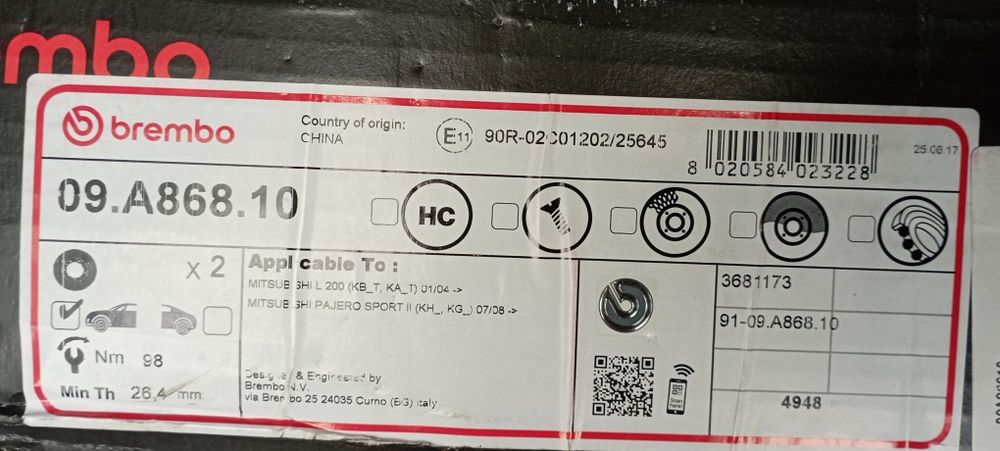 mbo
brembo
Country of origin:
CHINA
E11
90R-02C01202/25645
8 020584 023228
25.08.17
09.A868.10
HC
x 2
Nm 98
Min Th 26,4 mm
Applicable To :
MITSUBISHI L 200 (KB_T, KA_T) 01/04 ->
MITSUBISHI PAJERO SPORT II (KH_, KG_) 07/08 ->
Designed & Engineered by
Brembo N.V.
via Brembo 25 24035 Curno (BG) Italy
Scan here!
3681173
91-09.A868.10
4948